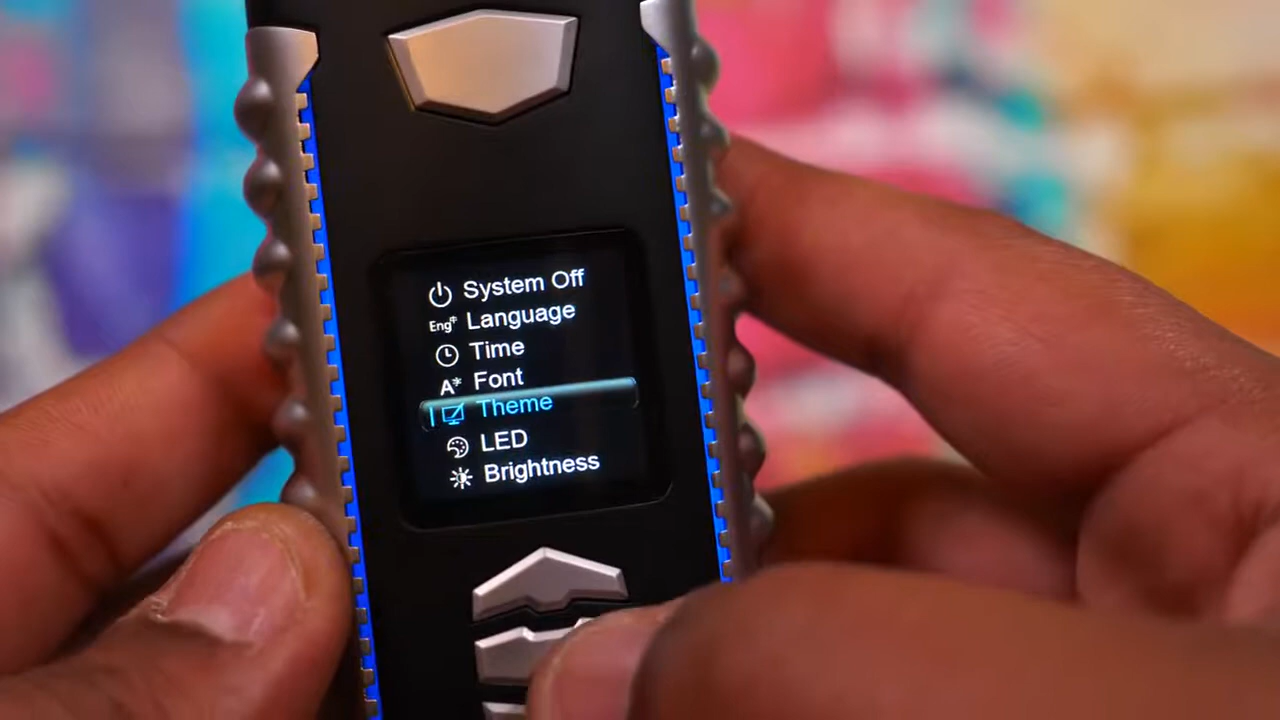 System Off
Eng Language
Time
A* Font
Theme
LED
Brightness